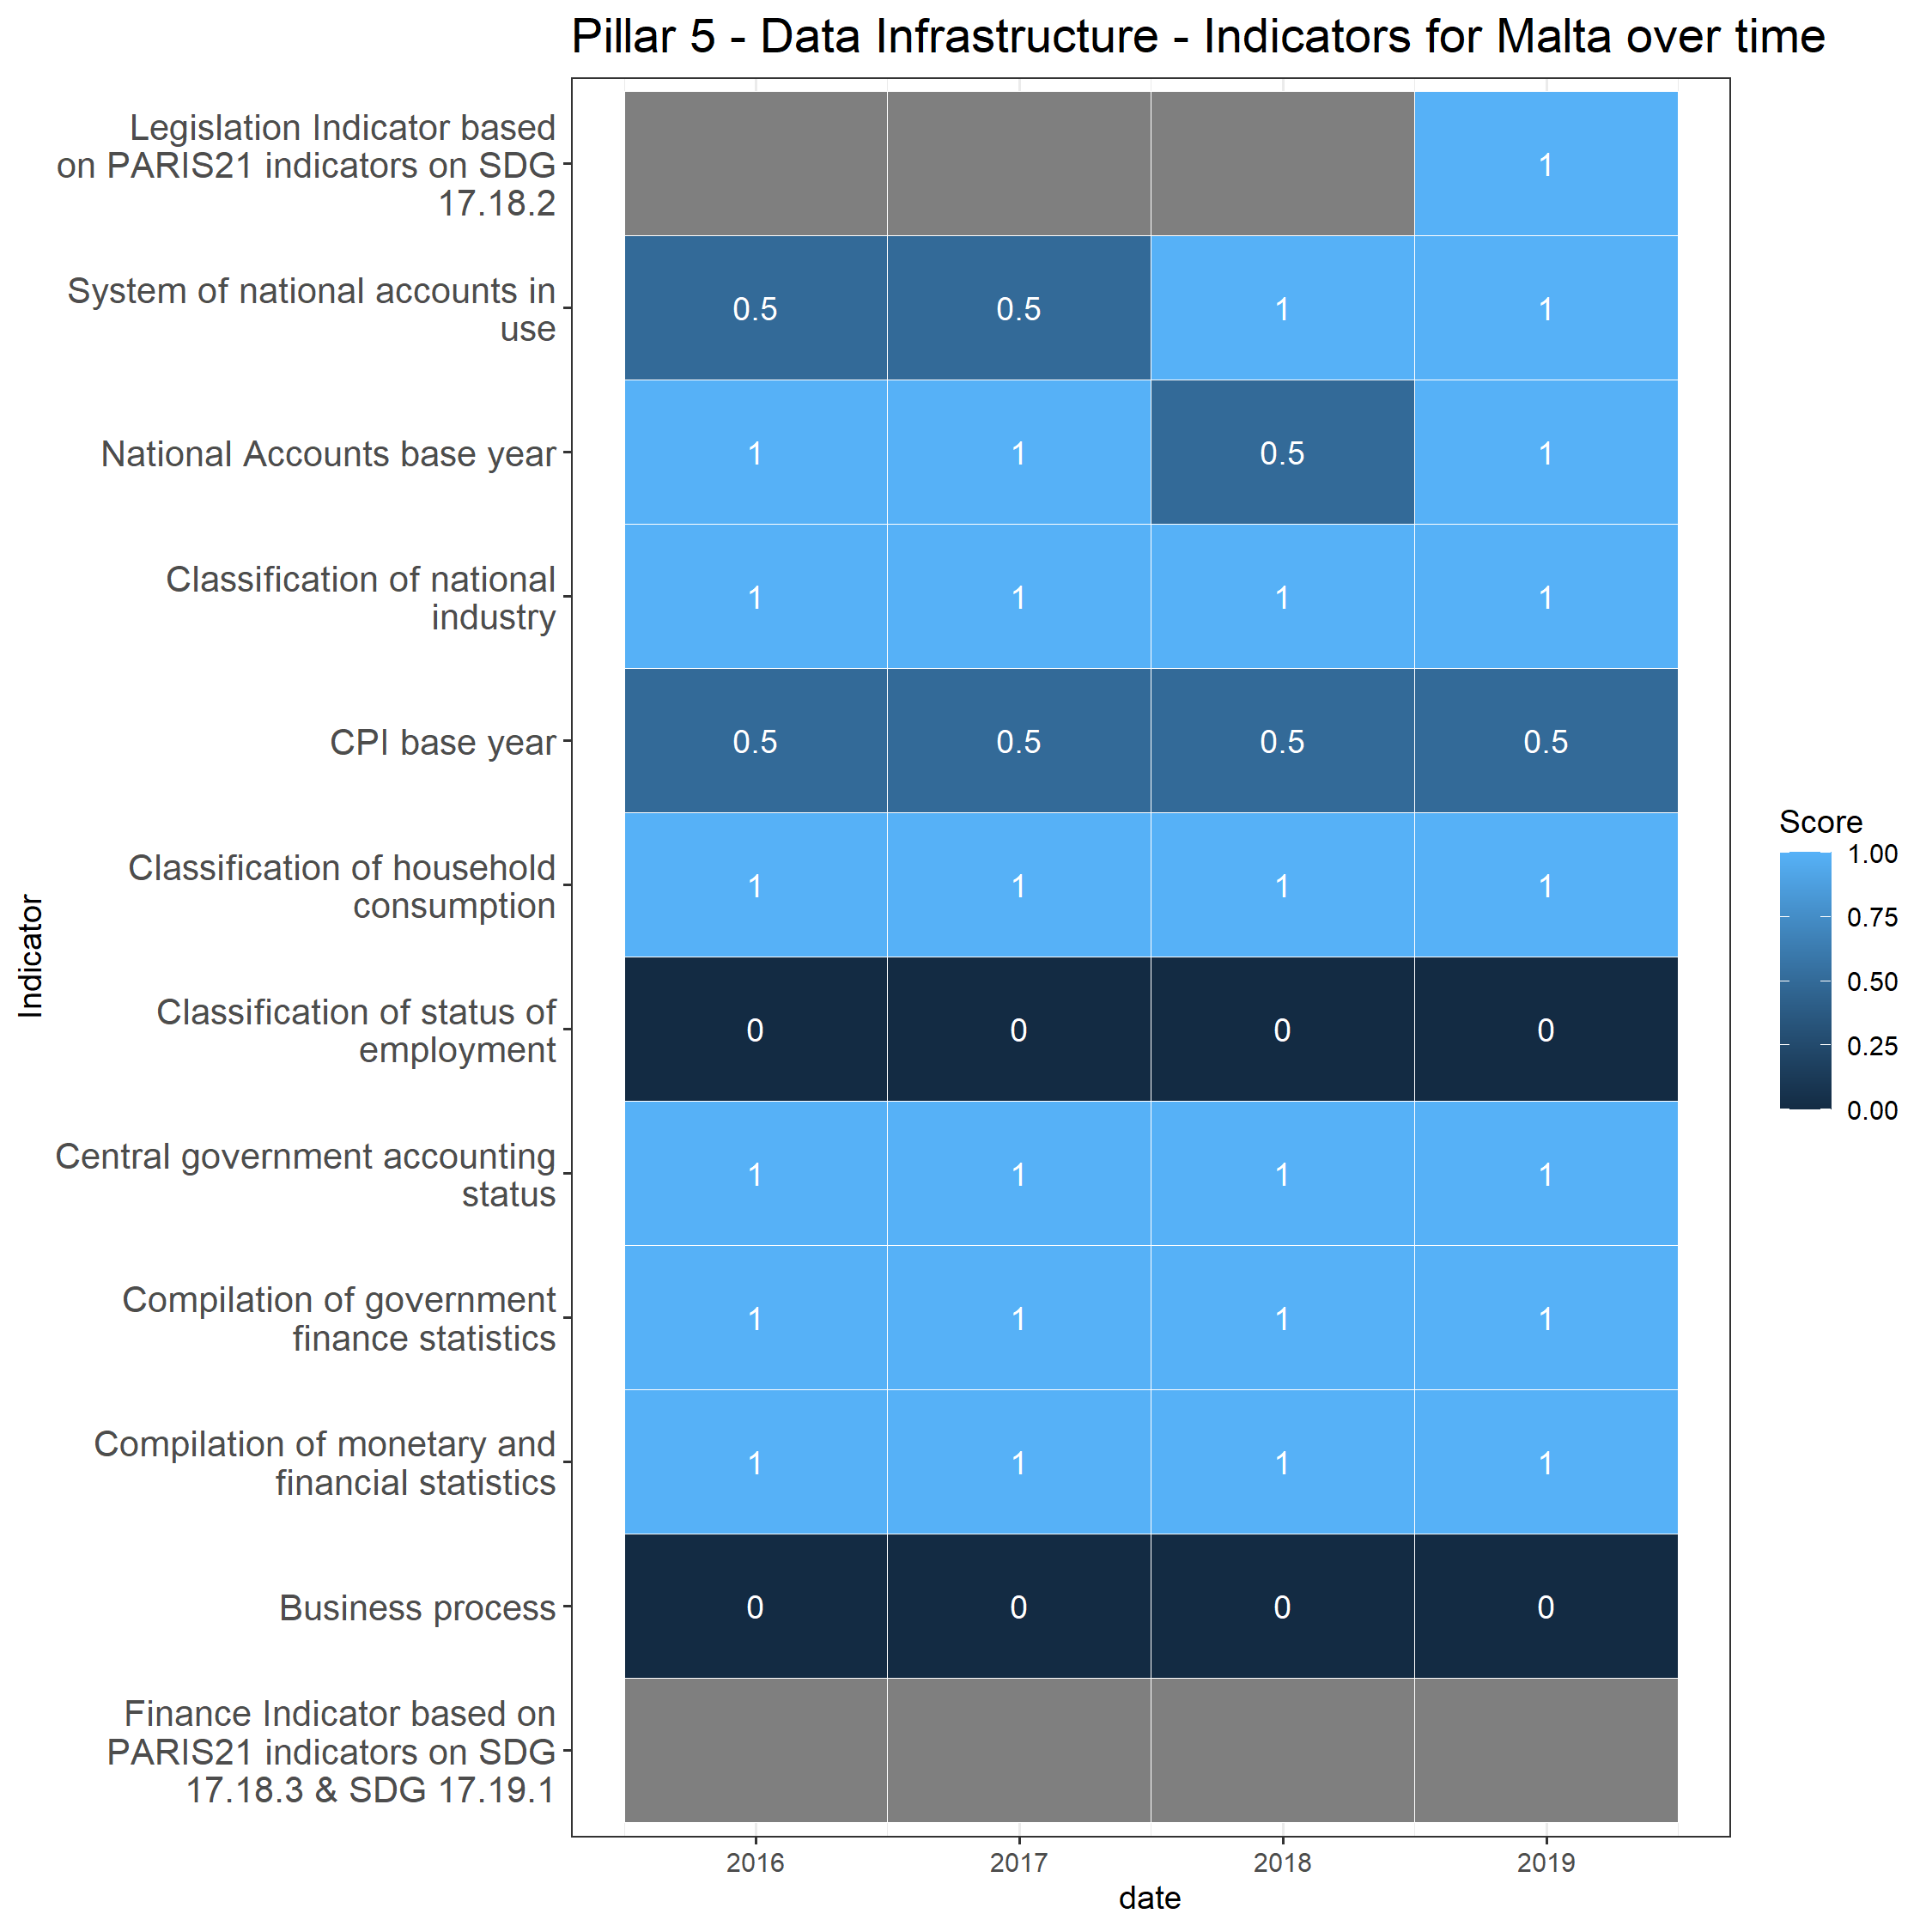 Pillar 5 - Data Infrastructure - Indicators for Malta over time
Indicator
Legislation Indicator based
on PARIS21 indicators on SDG
17.18.2
1
System of national accounts in
use
0.5 0.5 1 1
National Accounts base year
1 1 0.5 1
Classification of national
industry
1 1 1 1
CPI base year
0.5 0.5 0.5 0.5
Classification of household
consumption
1 1 1 1
Classification of status of
employment
0 0 0 0
Central government accounting
status
1 1 1 1
Compilation of government
finance statistics
1 1 1 1
Compilation of monetary and
financial statistics
1 1 1 1
Business process
0 0 0 0
Finance Indicator based on
PARIS21 indicators on SDG
17.18.3 & SDG 17.19.1
2016 2017 2018 2019
date
Score
1.00
0.75
0.50
0.25
0.00